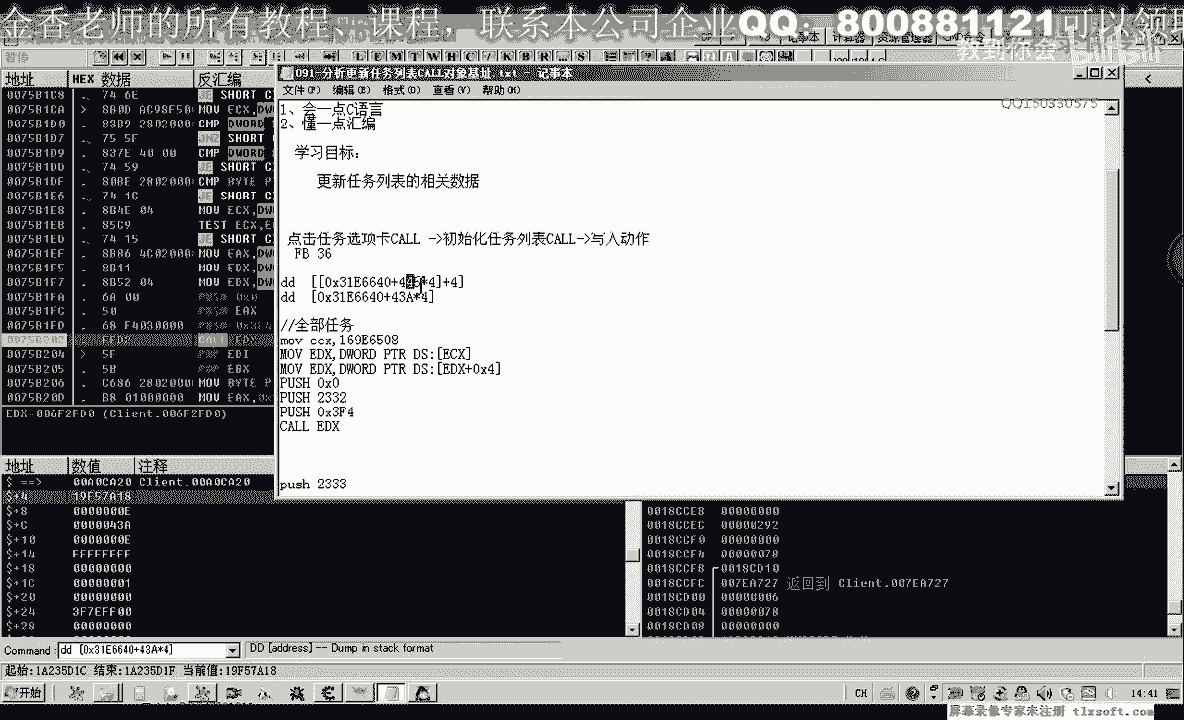 金香老师的所有教程、课程，联系本公司企业QQ：800881121可以领
教到你会
QQ150330575
地址 HEX 数据 反汇编
091-分析更新任务列表CALL对象基址.txt - 记事本
文件(F) 编辑(E) 格式(O) 查看(V) 帮助(H)
1、会一点C语言
2、懂一点汇编
学习目标：
更新任务列表的相关数据
点击任务选项卡CALL ->初始化任务列表CALL->写入动作
FB 36
dd [0x31E6640+43A*4]
//全部任务
mov ecx,169E6508
MOV EDX,DWORD PTR DS:[ECX]
MOV EDX,DWORD PTR DS:[EDX+0x4]
PUSH 0x0
PUSH 2332
PUSH 0x3F4
CALL EDX
push 2333
0075B1C8 74 6E SHORT C
0075B1CA 8B0D AC98F50 MOV ECX,DW
0075B1D0 CMP DWORD
0075B1D7 75 5F SHORT C
0075B1D9 837E 40 00 CMP DWORD
0075B1DD 74 59 SHORT C
0075B1DF 80BE 2802000 CMP BYTE P
0075B1E6 74 1C SHORT C
0075B1E8 8B4E 04 MOV ECX,DW
0075B1EB 85C9 TEST ECX,E
0075B1ED 74 15 SHORT C
0075B1EF 8B86 4C02000 MOV EAX,DW
0075B1F5 8B11 MOV EDX,DW
0075B1F7 8B52 04 MOV EDX,DW
0075B1FA 6A 00
0075B1FC 50 EAX
0075B1FD 68 F4030000
EDX
0075B204 5F EDI
0075B205 5B EBX
0075B206 C686 2802000 MOV BYTE P
0075B20D B8 01000000 MOV EAX,
EDX=006F2FD0 (Client.006F2FD0)
地址 数值 注释
$ ==> 00A0CA20 Client.00A0CA20
$+4 19F57A18
$+8 0000000E
$+C 0000043A
$+10 0000000E
$+14 FFFFFFFF
$+18 00000000
$+1C 00000001
$+20 00000000
$+24 3F7EFF00
$+28 00000000
0018CCE8 00000000
0018CCEC 00000292
0018CCF0 00000000
0018CCF4 00000078
0018CCF8 0018CD10
0018CCFC 007EA727 返回到 Client.007EA727
0018CD00 00000006
0018CD04 00000078
0018CD08 00000000
Command: dd [0x31E6640+43A*4] DD [address] -- Dump in stack format
起始:1A235D1C 结束:1A235D1F 当前值:19F57A18
开始 CH 14:41
屏幕录像专家未注册 tlxsoft.com